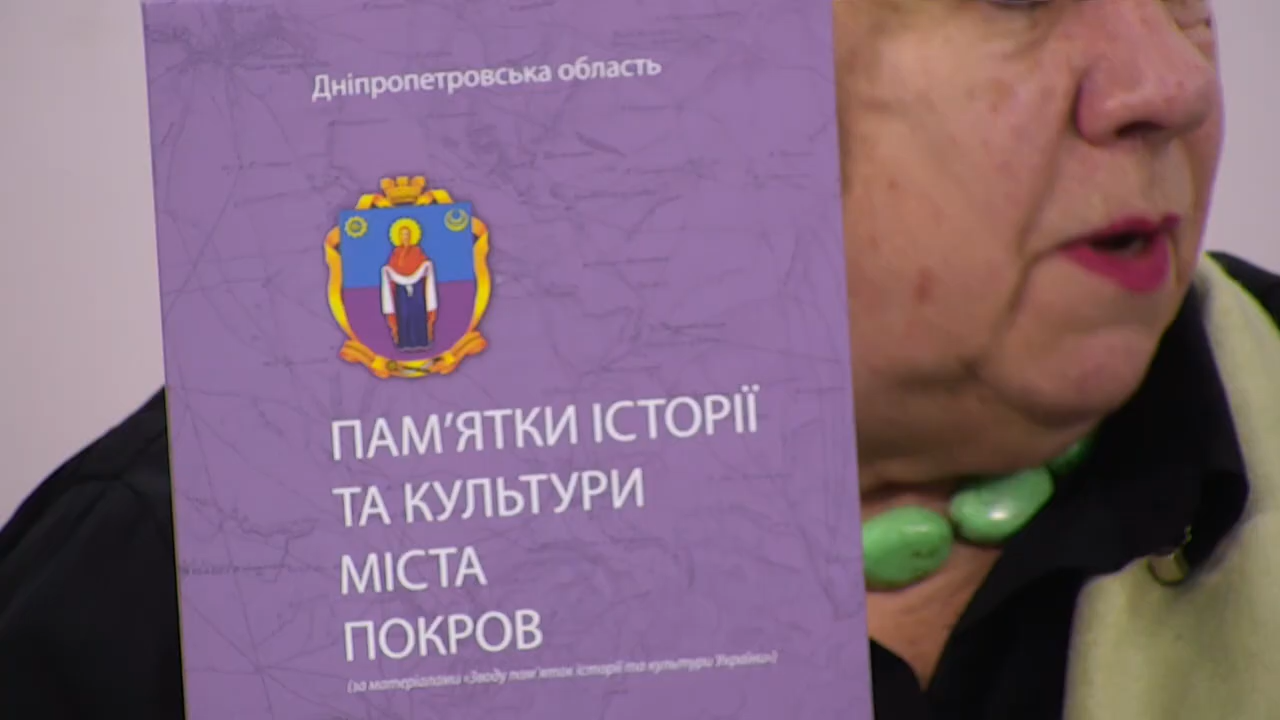 Дніпропетровська область
ПАМ’ЯТКИ ІСТОРІЇ
ТА КУЛЬТУРИ
МІСТА
ПОКРОВ
(за матеріалами «Зводу пам’яток історії та культури України»)